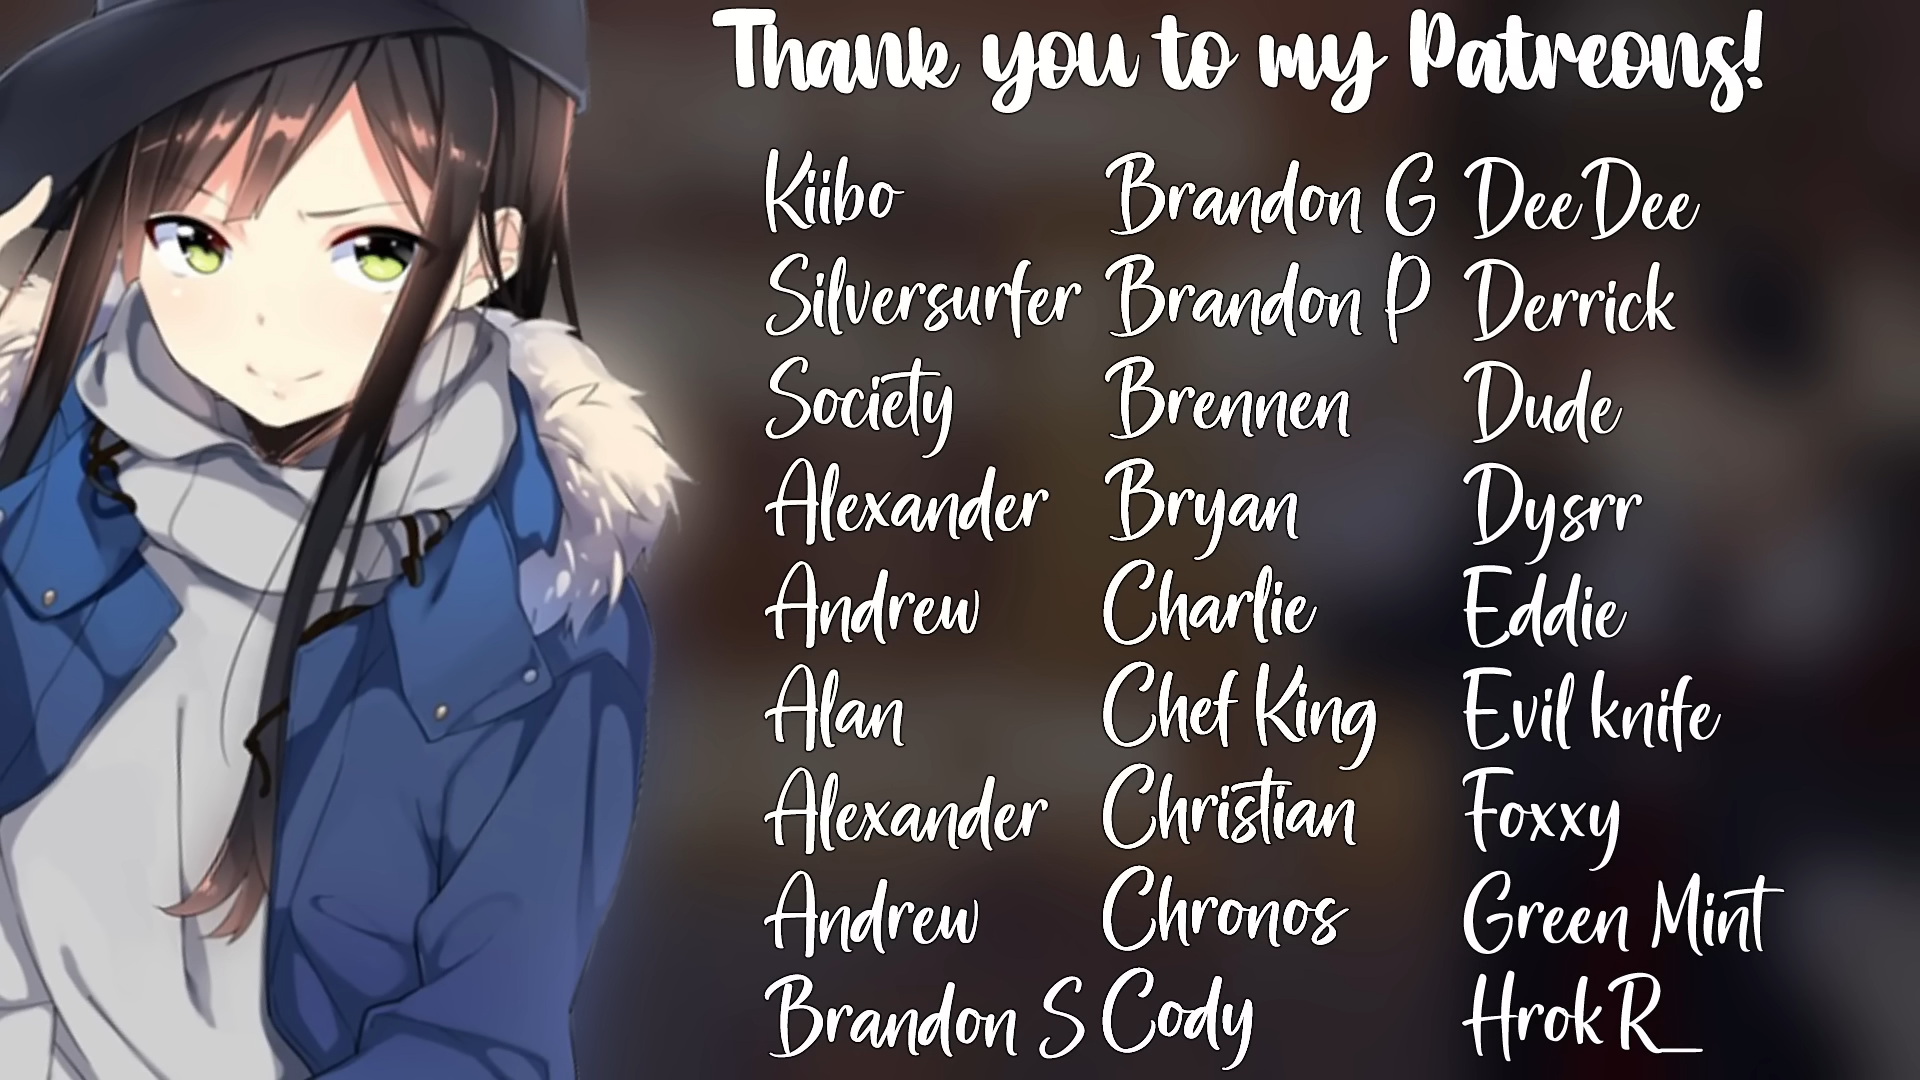 Thank you to my Patreons!
Kiibo
Silversurfer
Society
Alexander
Andrew
Alan
Alexander
Andrew
Brandon S
Brandon G
Brandon P
Brennen
Bryan
Charlie
Chef King
Christian
Chronos
Cody
DeeDee
Derrick
Dude
Dysrr
Eddie
Evil knife
Foxxy
Green Mint
HrokR_